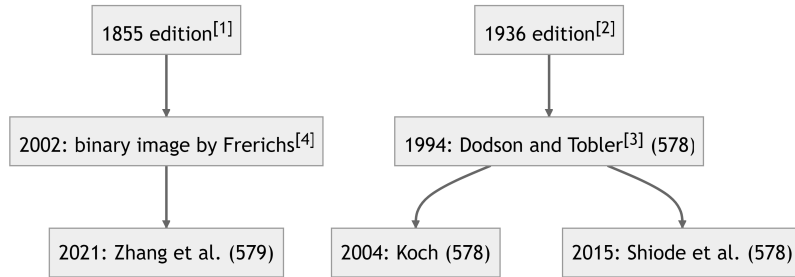 1855 edition[1]
1936 edition[2]
2002: binary image by Frerichs[4]
1994: Dodson and Tobler[3] (578)
2021: Zhang et al. (579)
2004: Koch (578)
2015: Shiode et al. (578)